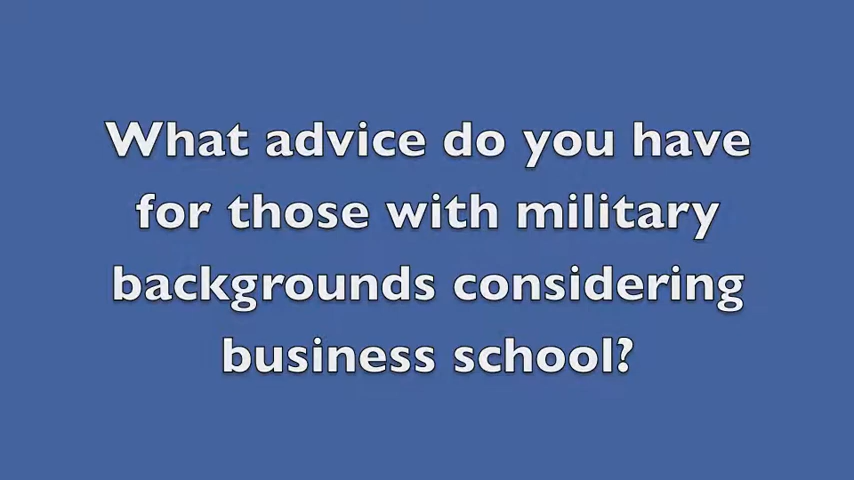 What advice do you have
for those with military
backgrounds considering
business school?